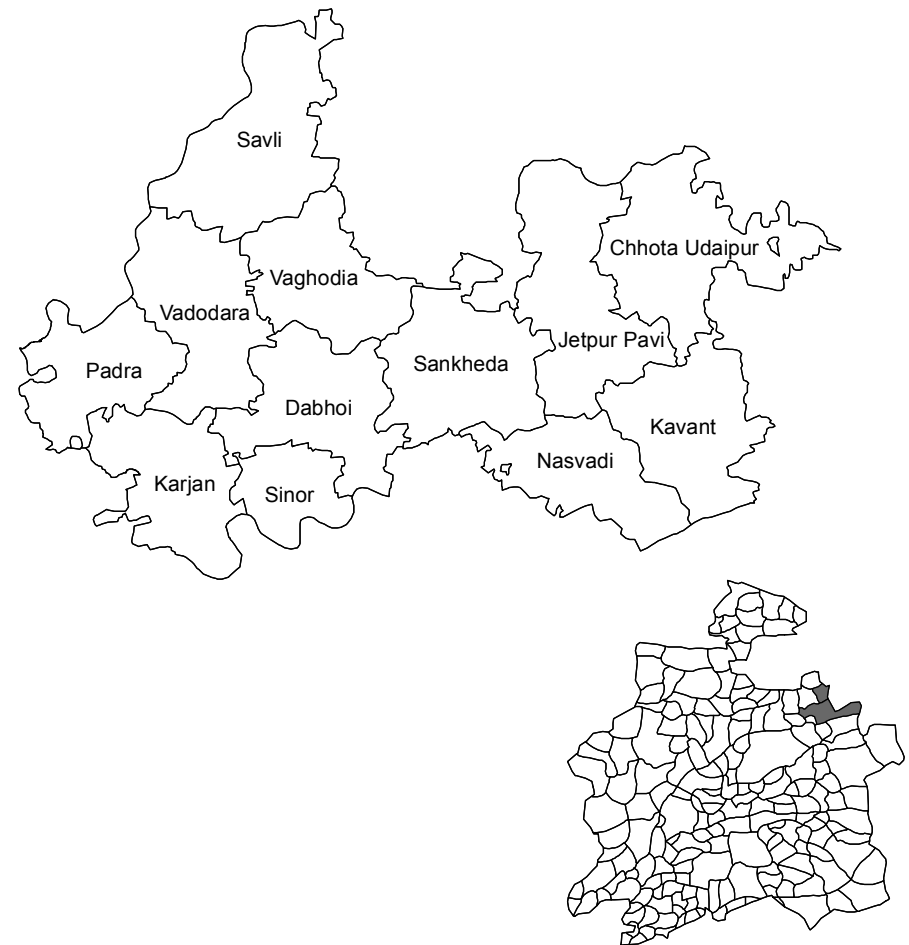 Savli
Chhota Udaipur
Vaghodia
Vadodara
Jetpur Pavi
Sankheda
Padra
Dabhoi
Kavant
Nasvadi
Karjan
Sinor